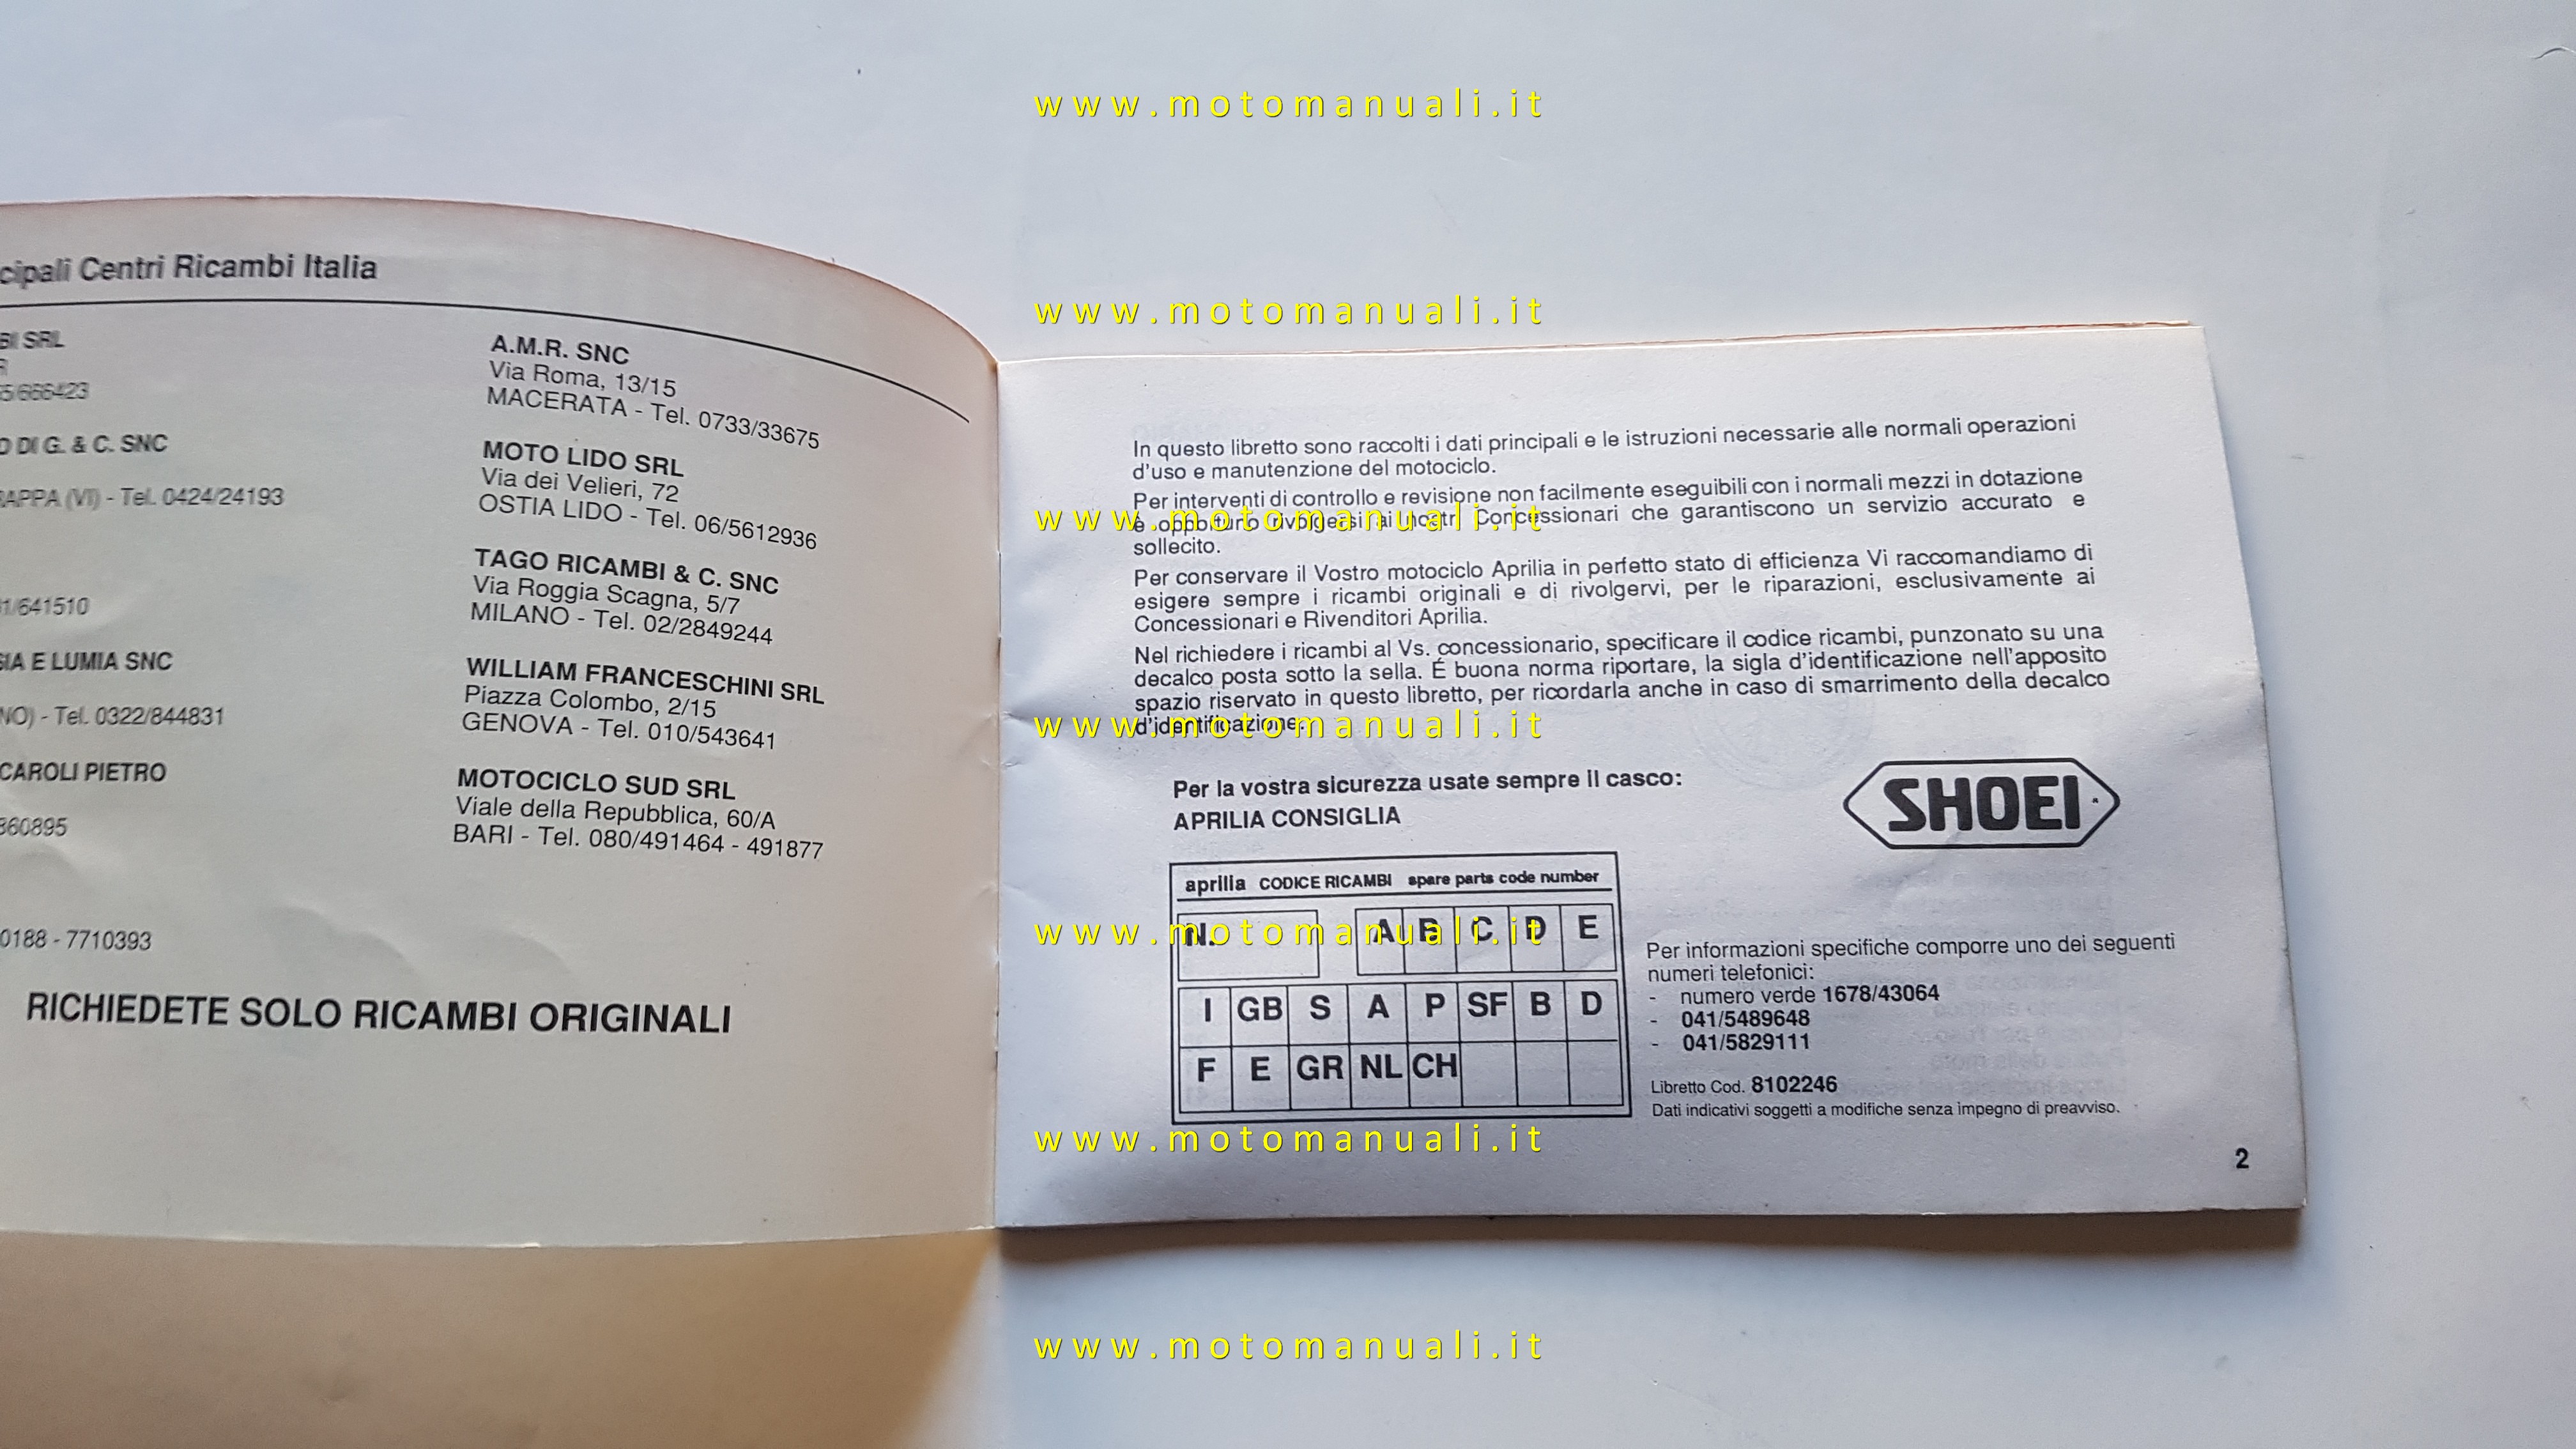 cipali Centri Ricambi Italia
BI SRL
R
5/666423
O DI G. & C. SNC
RAPPA (VI) - Tel. 0424/24193
1/641510
SIA E LUMIA SNC
NO) - Tel. 0322/844831
CAROLI PIETRO
360895
0188 - 7710393
A.M.R. SNC
Via Roma, 13/15
MACERATA - Tel. 0733/33675
MOTO LIDO SRL
Via dei Velieri, 72
OSTIA LIDO - Tel. 06/5612936
TAGO RICAMBI & C. SNC
Via Roggia Scagna, 5/7
MILANO - Tel. 02/2849244
WILLIAM FRANCESCHINI SRL
Piazza Colombo, 2/15
GENOVA - Tel. 010/543641
MOTOCICLO SUD SRL
Viale della Repubblica, 60/A
BARI - Tel. 080/491464 - 491877
RICHIEDETE SOLO RICAMBI ORIGINALI
www.motomanuali.it
www.motomanuali.it
In questo libretto sono raccolti i dati principali e le istruzioni necessarie alle normali operazioni
d'uso e manutenzione del motociclo.
Per interventi di controllo e revisione non facilmente eseguibili con i normali mezzi in dotazione
è opportuno rivolgersi ai nostri Concessionari che garantiscono un servizio accurato e
www.motomanuali.it
sollecito.
Per conservare il Vostro motociclo Aprilia in perfetto stato di efficienza Vi raccomandiamo di
esigere sempre i ricambi originali e di rivolgervi, per le riparazioni, esclusivamente ai
Concessionari e Rivenditori Aprilia.
Nel richiedere i ricambi al Vs. concessionario, specificare il codice ricambi, punzonato su una
decalco posta sotto la sella. É buona norma riportare, la sigla d'identificazione nell'apposito
spazio riservato in questo libretto, per ricordarla anche in caso di smarrimento della decalco
d'identificazione.
www.motomanuali.it
Per la vostra sicurezza usate sempre il casco:
APRILIA CONSIGLIA
SHOEI
aprilia CODICE RICAMBI spare parts code number
N. A B C D E
www.motomanuali.it
I GB S A P SF B D
F E GR NL CH
Per informazioni specifiche comporre uno dei seguenti
numeri telefonici:
- numero verde 1678/43064
- 041/5489648
- 041/5829111
Libretto Cod. 8102246
Dati indicativi soggetti a modifiche senza impegno di preavviso.
www.motomanuali.it
2
www.motomanuali.it